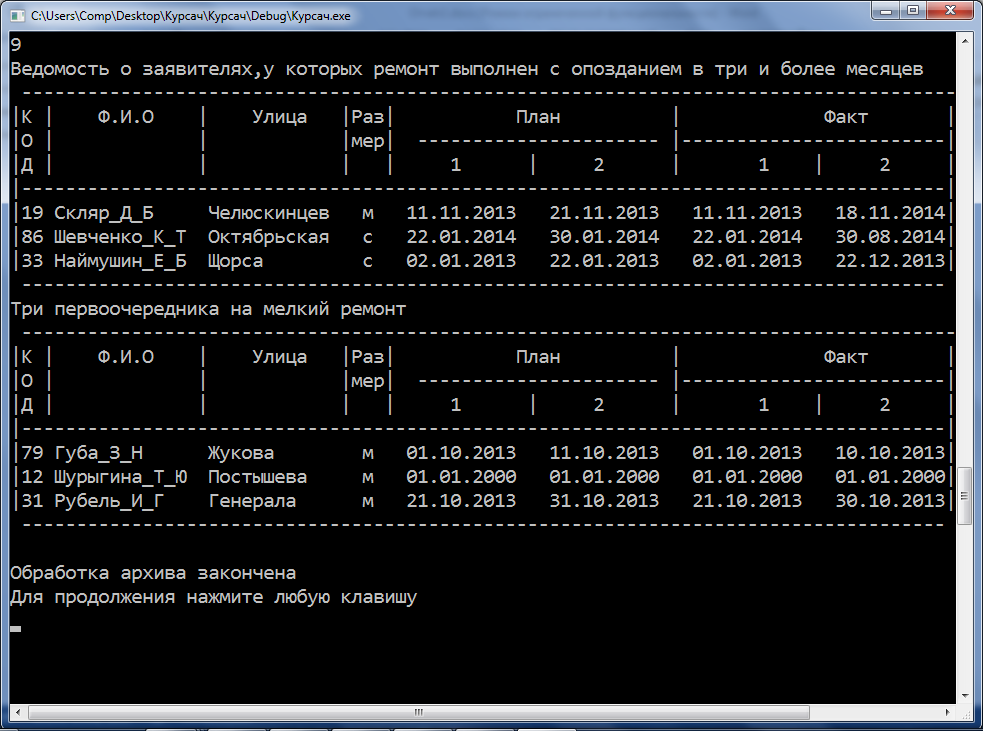 C:\Users\Comp\Desktop\Курсач\Курсач\Debug\Курсач.exe
9
Ведомость о заявителях,у которых ремонт выполнен с опозданием в три и более месяцев
-------------------------------------------------------------------------------------
|К |    Ф.И.О    |    Улица   |Раз|           План           |             Факт       |
|О |             |            |мер|  ----------------------  |------------------------|
|Д |             |            |   |     1      |     2       |       1    |     2     |
|------------------------------------------------------------------------------------|
|19 Скляр_Д_Б     Челюскинцев   м   11.11.2013   21.11.2013   11.11.2013   18.11.2014|
|86 Шевченко_К_Т  Октябрьская   с   22.01.2014   30.01.2014   22.01.2014   30.08.2014|
|33 Наймушин_Е_Б  Щорса         с   02.01.2013   22.01.2013   02.01.2013   22.12.2013|
------------------------------------------------------------------------------------
Три первоочередника на мелкий ремонт
-------------------------------------------------------------------------------------
|К |    Ф.И.О    |    Улица   |Раз|           План           |             Факт       |
|О |             |            |мер|  ----------------------  |------------------------|
|Д |             |            |   |     1      |     2       |       1    |     2     |
|------------------------------------------------------------------------------------|
|79 Губа_З_Н      Жукова        м   01.10.2013   11.10.2013   01.10.2013   10.10.2013|
|12 Шурыгина_Т_Ю  Постышева     м   01.01.2000   01.01.2000   01.01.2000   01.01.2000|
|31 Рубель_И_Г    Генерала      м   21.10.2013   31.10.2013   21.10.2013   30.10.2013|
------------------------------------------------------------------------------------
Обработка архива закончена
Для продолжения нажмите любую клавишу